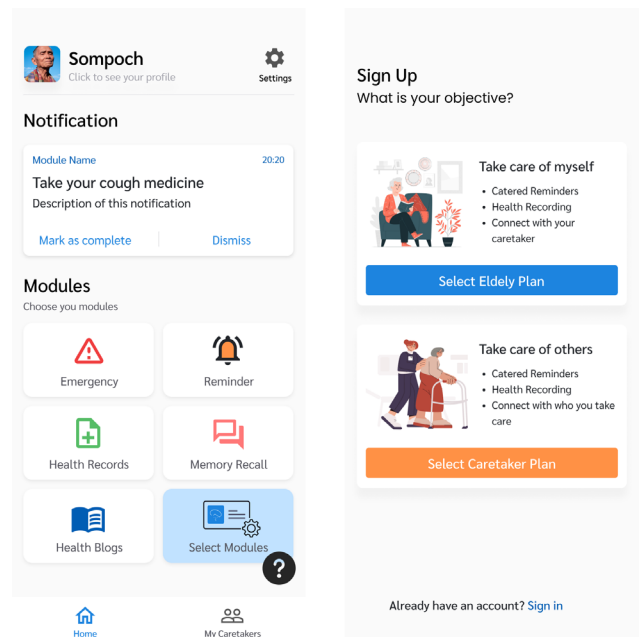 Sompoch
Click to see your profile
Settings
Notification
Module Name
20:20
Take your cough medicine
Description of this notification
Mark as complete
Dismiss
Modules
Choose you modules
Emergency
Reminder
Health Records
Memory Recall
Health Blogs
Select Modules
?
Home
My Caretakers
Sign Up
What is your objective?
Take care of myself
• Catered Reminders
• Health Recording
• Connect with your
caretaker
Select Eldely Plan
Take care of others
• Catered Reminders
• Health Recording
• Connect with who you take
care
Select Caretaker Plan
Already have an account? Sign in